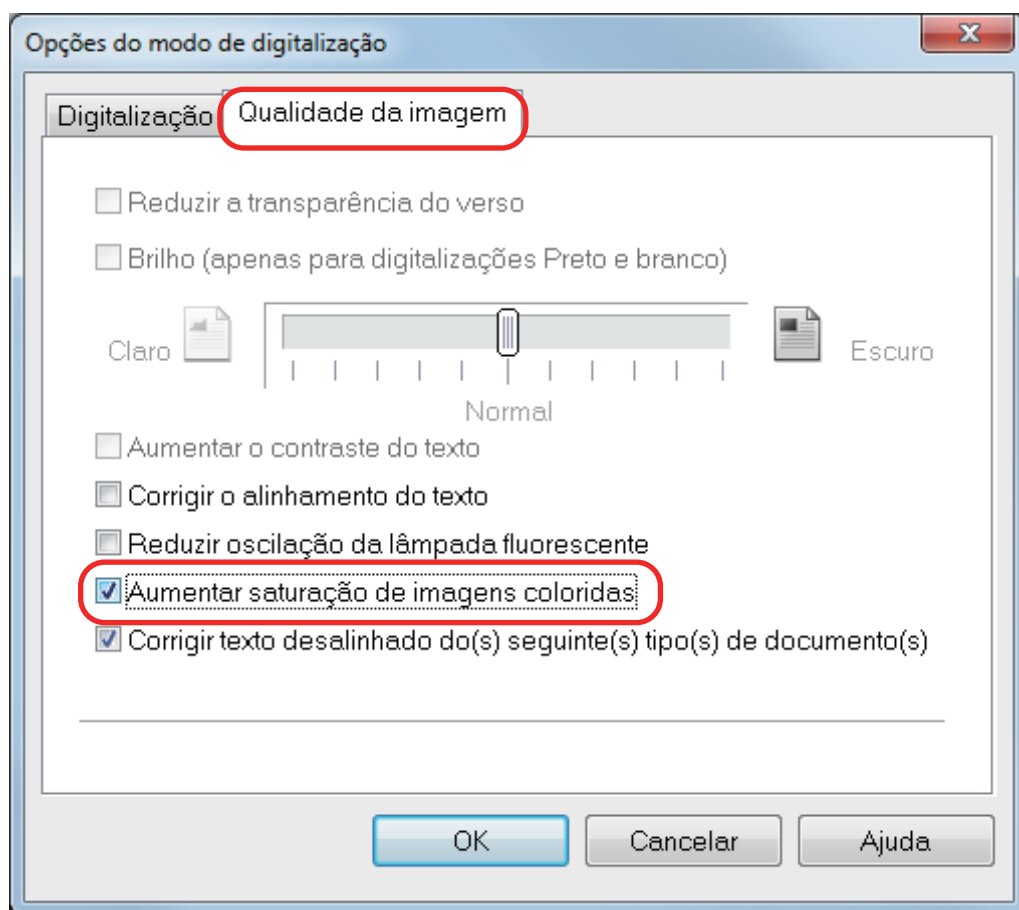 Opções do modo de digitalização
Digitalização Qualidade da imagem
Reduzir a transparência do verso
Brilho (apenas para digitalizações Preto e branco)
Claro Escuro
Normal
Aumentar o contraste do texto
Corrigir o alinhamento do texto
Reduzir oscilação da lâmpada fluorescente
Aumentar saturação de imagens coloridas
Corrigir texto desalinhado do(s) seguinte(s) tipo(s) de documento(s)
OK Cancelar Ajuda